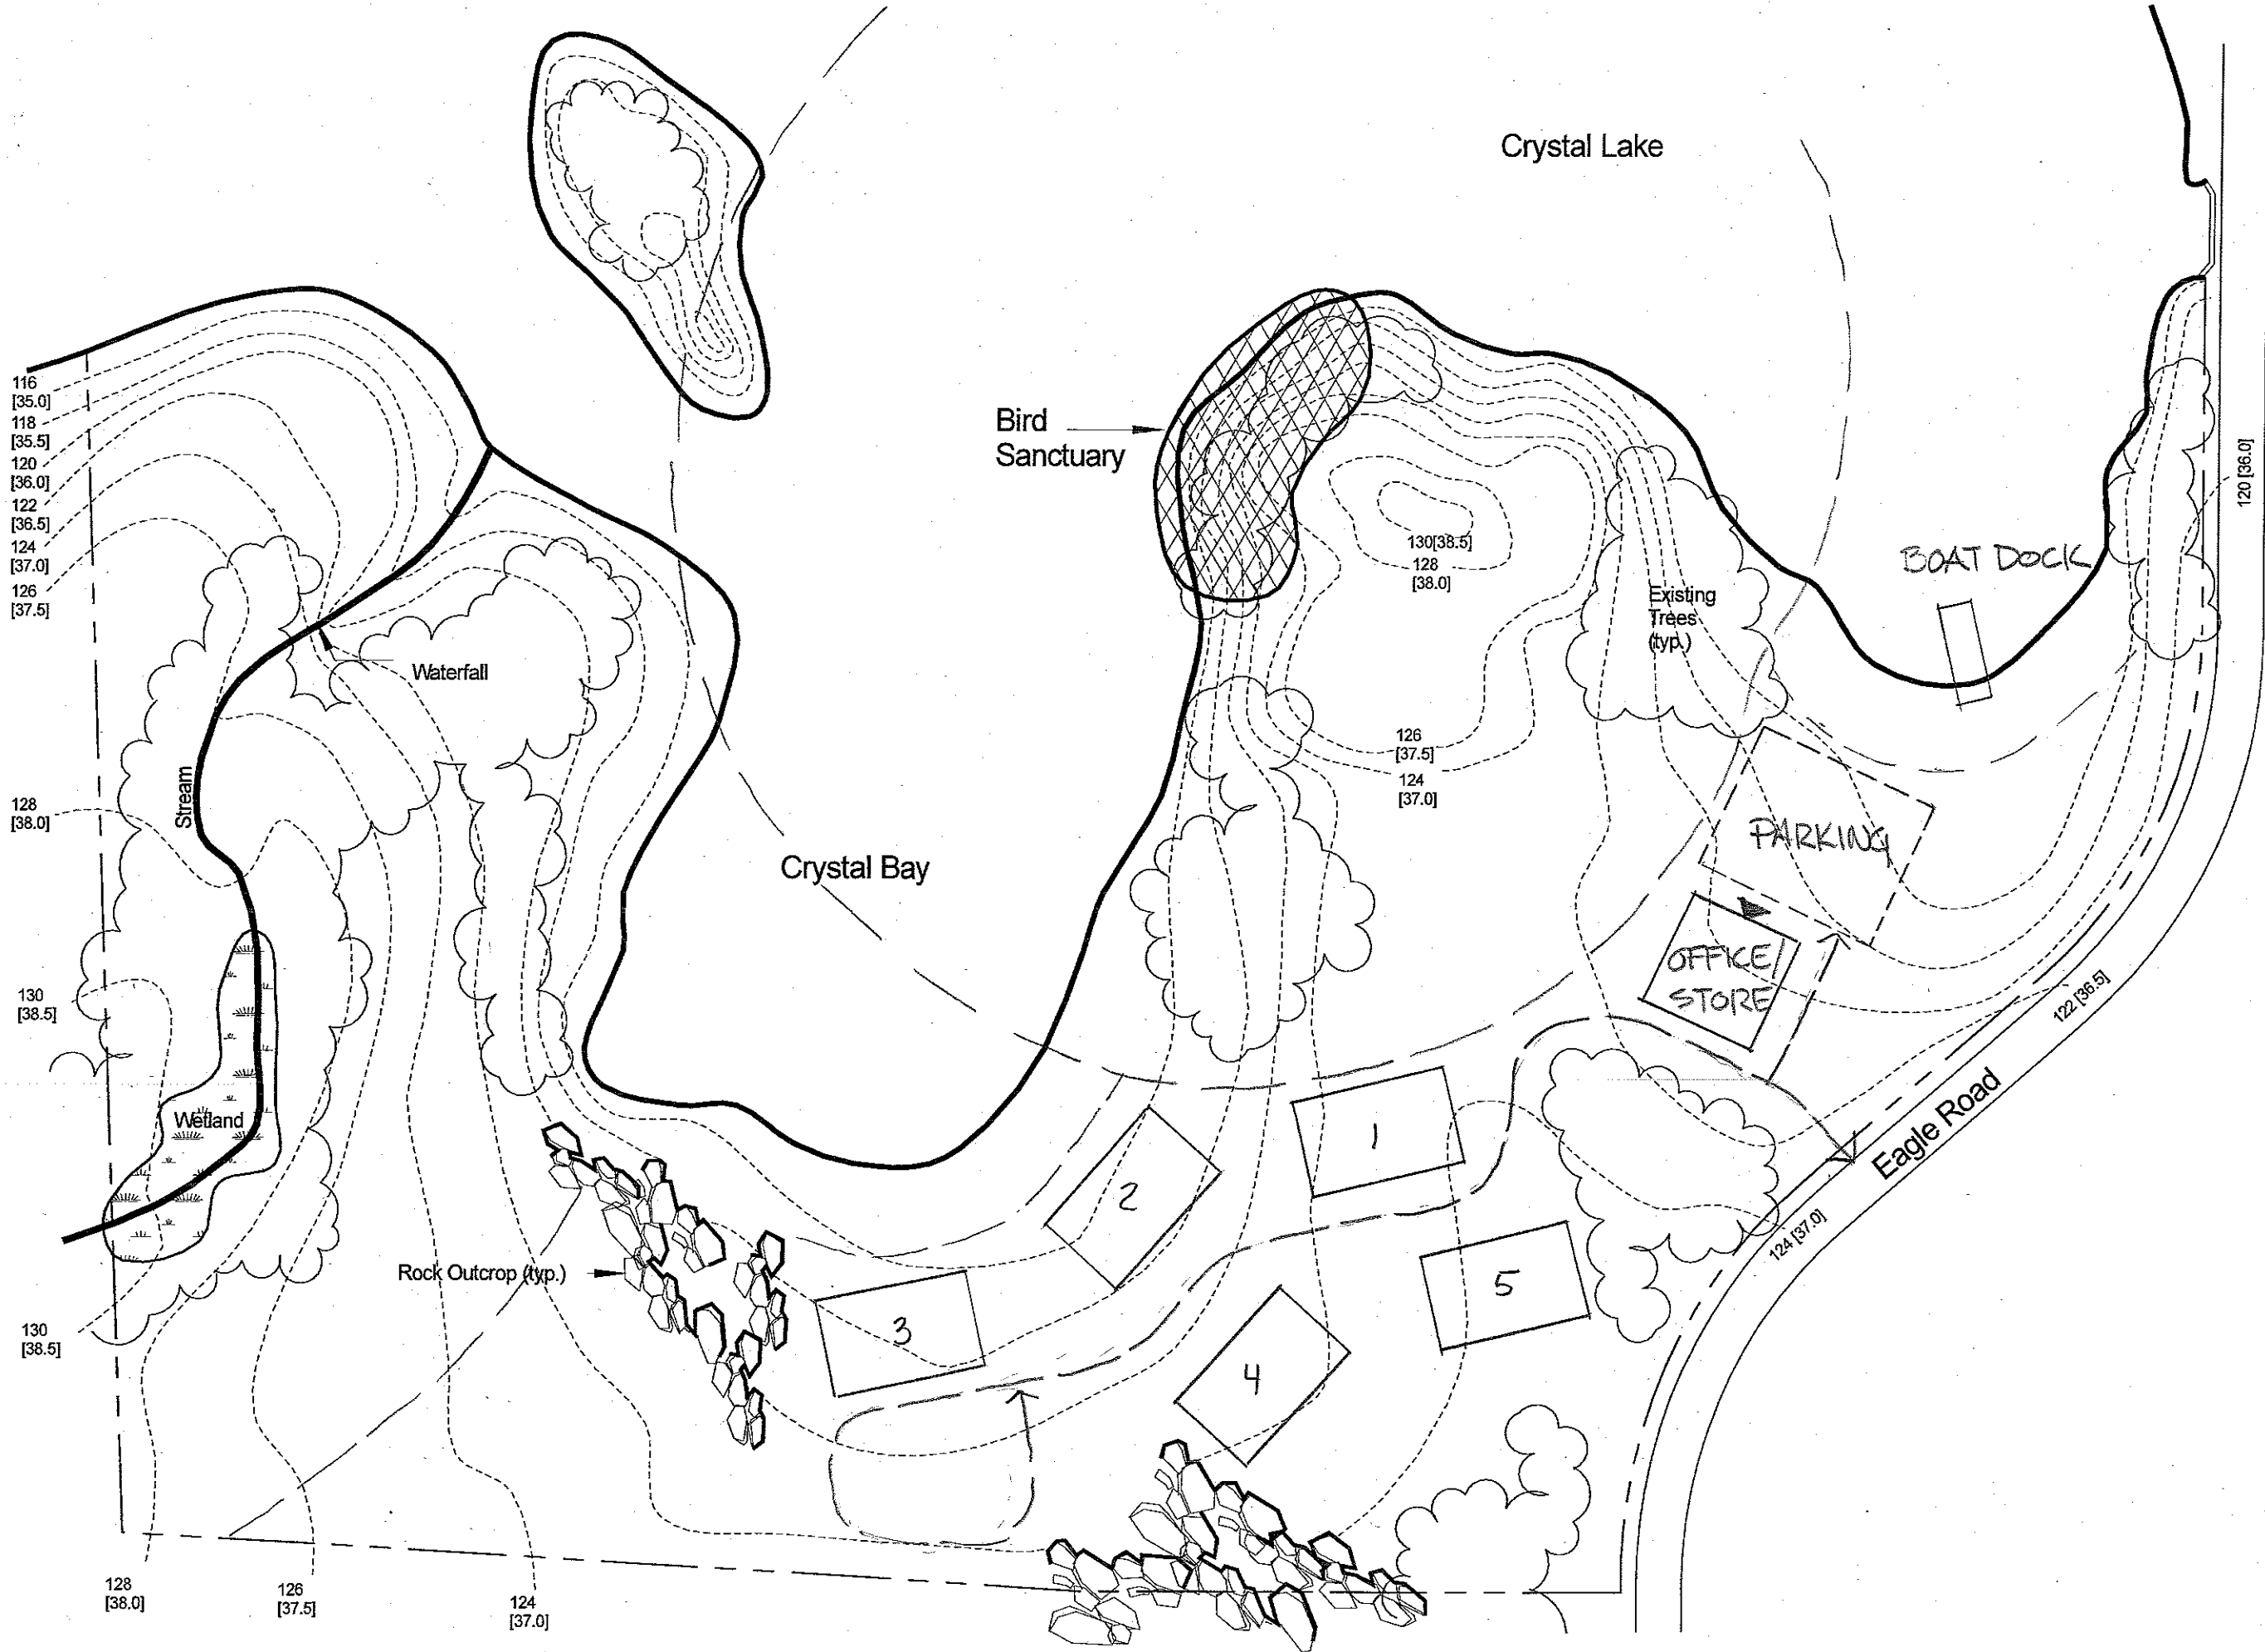 Crystal Lake
116
[35.0]
118
[35.5]
120
[36.0]
122
[36.5]
124
[37.0]
126
[37.5]
Bird
Sanctuary
120 [36.0]
130[38.5]
128
[38.0]
BOAT DOCK
Existing
Trees
(typ.)
Waterfall
126
[37.5]
124
[37.0]
128
[38.0]
Stream
PARKING
Crystal Bay
OFFICE/
STORE
130
[38.5]
122 [36.5]
Wetland
Eagle Road
1
2
124 [37.0]
Rock Outcrop (typ.)
5
3
4
130
[38.5]
128
[38.0]
126
[37.5]
124
[37.0]